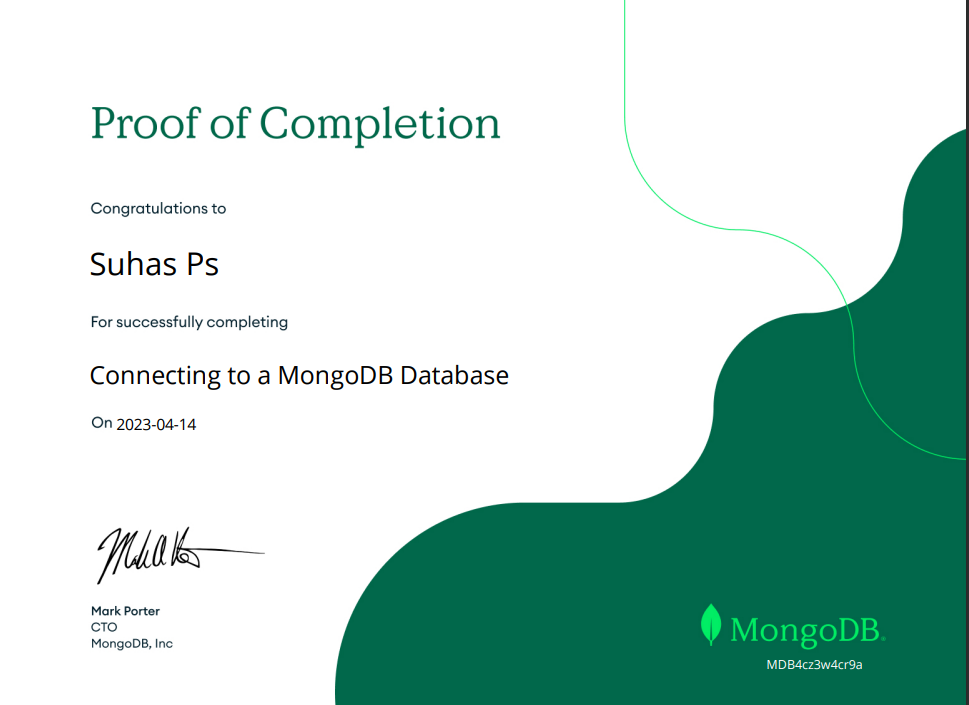 Proof of Completion
Congratulations to
Suhas Ps
For successfully completing
Connecting to a MongoDB Database
On 2023-04-14
Mark Porter
CTO
MongoDB, Inc
MongoDB®
MDB4cz3w4cr9a